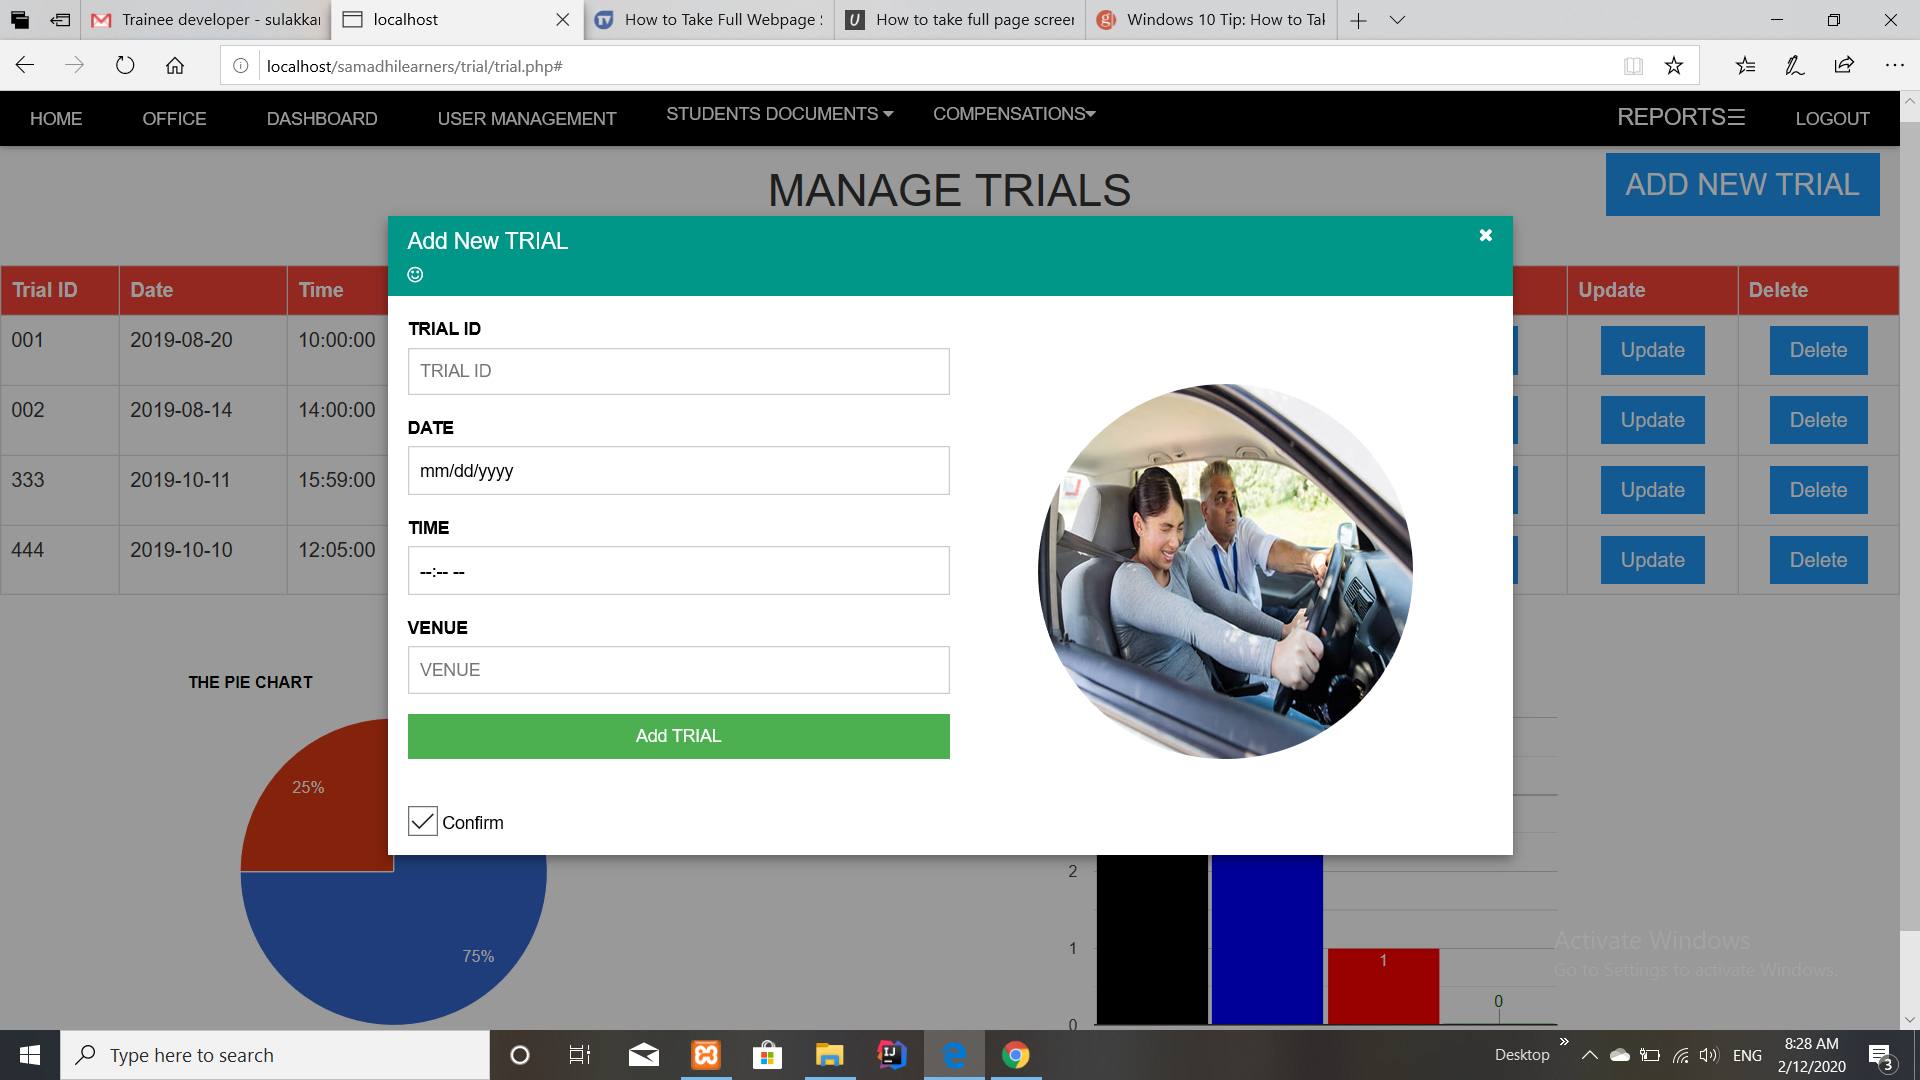 Trainee developer - sulakkar
localhost
How to Take Full Webpage S
How to take full page screen
Windows 10 Tip: How to Tak
localhost/samadhilearners/trial/trial.php#
HOME OFFICE DASHBOARD USER MANAGEMENT STUDENTS DOCUMENTS COMPENSATIONS REPORTS LOGOUT
MANAGE TRIALS
ADD NEW TRIAL
Add New TRIAL
Trial ID Date Time Update Delete
001 2019-08-20 10:00:00 Update Delete
002 2019-08-14 14:00:00 Update Delete
333 2019-10-11 15:59:00 Update Delete
444 2019-10-10 12:05:00 Update Delete
TRIAL ID
TRIAL ID
DATE
mm/dd/yyyy
TIME
--:-- --
VENUE
VENUE
Add TRIAL
Confirm
THE PIE CHART
25%
75%
2
1
0
1
0
Activate Windows
Go to Settings to activate Windows.
Type here to search
Desktop
ENG
8:28 AM
2/12/2020
3